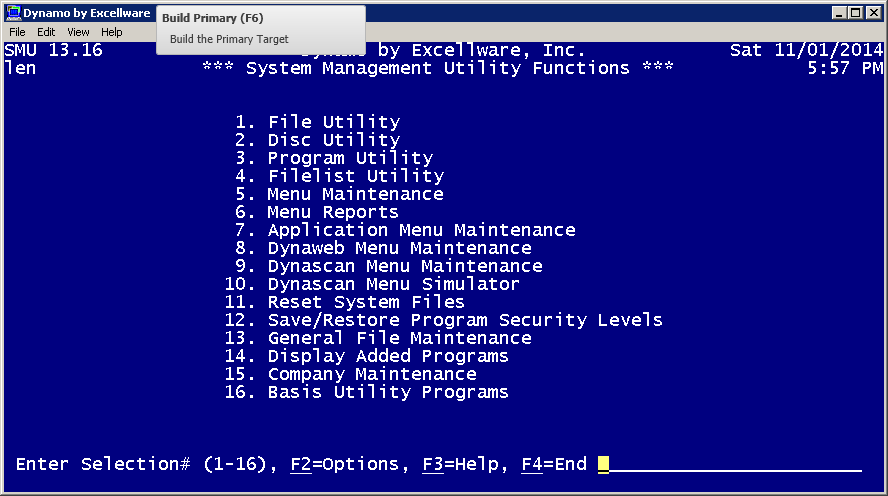 Dynamo by Excellware
Build Primary (F6)
Build the Primary Target
File Edit View Help
SMU 13.16 by Excellware, Inc. Sat 11/01/2014
len *** System Management Utility Functions *** 5:57 PM
1. File Utility
2. Disc Utility
3. Program Utility
4. Filelist Utility
5. Menu Maintenance
6. Menu Reports
7. Application Menu Maintenance
8. Dynaweb Menu Maintenance
9. Dynascan Menu Maintenance
10. Dynascan Menu Simulator
11. Reset System Files
12. Save/Restore Program Security Levels
13. General File Maintenance
14. Display Added Programs
15. Company Maintenance
16. Basis Utility Programs
Enter Selection# (1-16), F2=Options, F3=Help, F4=End